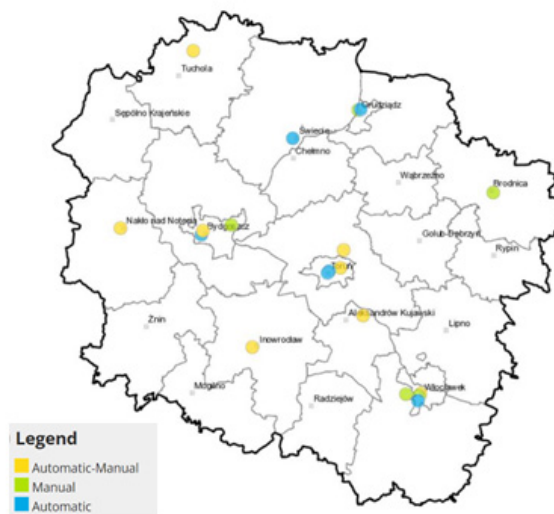 Tuchola
Sępólno Krajeńskie
Grudziądz
Świecie
Chełmno
Wąbrzeźno
Brodnica
Nakło nad Notecią
Bydgoszcz
Golub-Dobrzyń
Rypin
Toruń
Żnin
Aleksandrów Kujawski
Lipno
Inowrocław
Mogilno
Radziejów
Włocławek
Legend
Automatic-Manual
Manual
Automatic